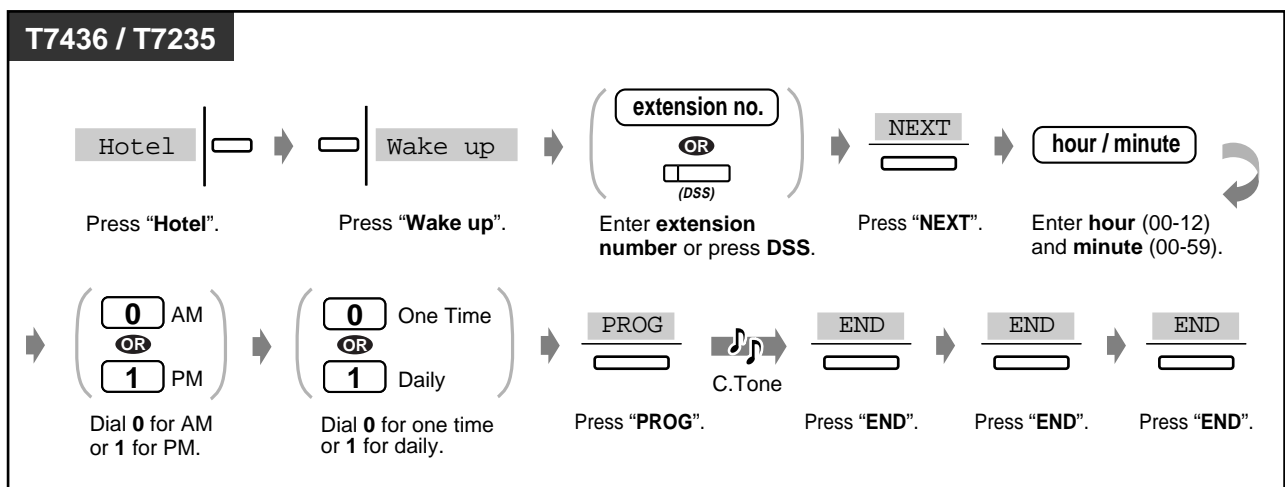 T7436 / T7235
Hotel
Press “Hotel”.
Wake up
Press “Wake up”.
extension no.
OR
(DSS)
Enter extension
number or press DSS.
NEXT
Press “NEXT”.
hour / minute
Enter hour (00-12)
and minute (00-59).
0 AM
OR
1 PM
Dial 0 for AM
or 1 for PM.
0 One Time
OR
1 Daily
Dial 0 for one time
or 1 for daily.
PROG
Press “PROG”.
C.Tone
END
Press “END”.
END
Press “END”.
END
Press “END”.